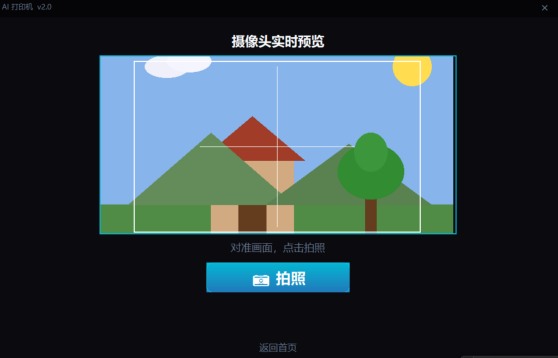 AI 打印机 v2.0
摄像头实时预览
对准画面，点击拍照
拍照
返回首页